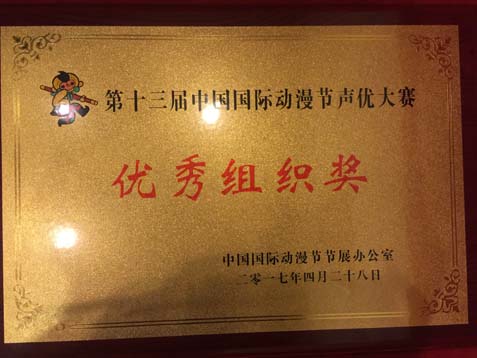 第十三届中国国际动漫节声优大赛
优秀组织奖
中国国际动漫节节展办公室
二零一七年四月二十八日